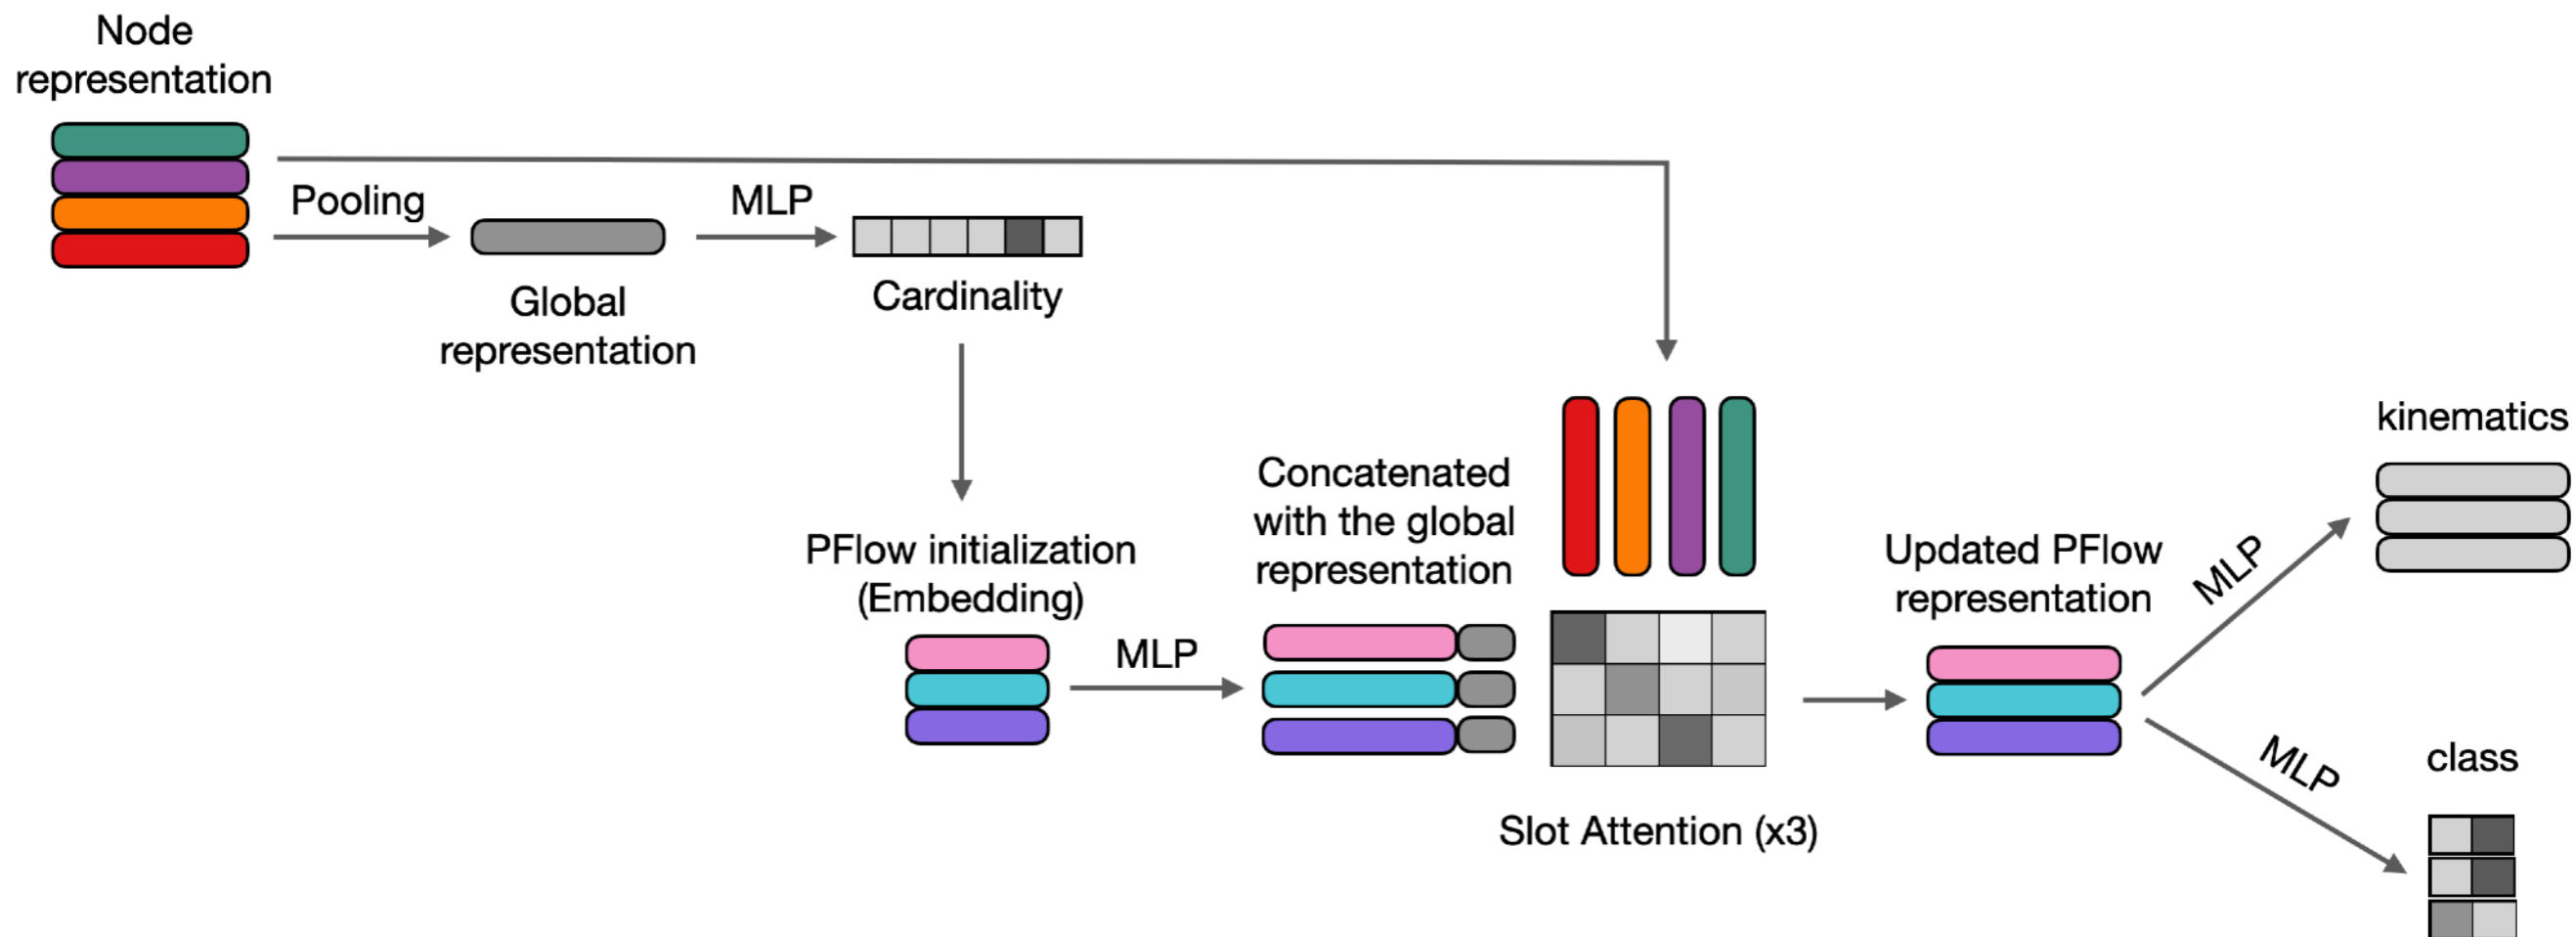 Node
representation
Pooling
MLP
Global
representation
Cardinality
PFlow initialization
(Embedding)
MLP
Concatenated
with the global
representation
Slot Attention (x3)
Updated PFlow
representation
MLP
kinematics
MLP
class